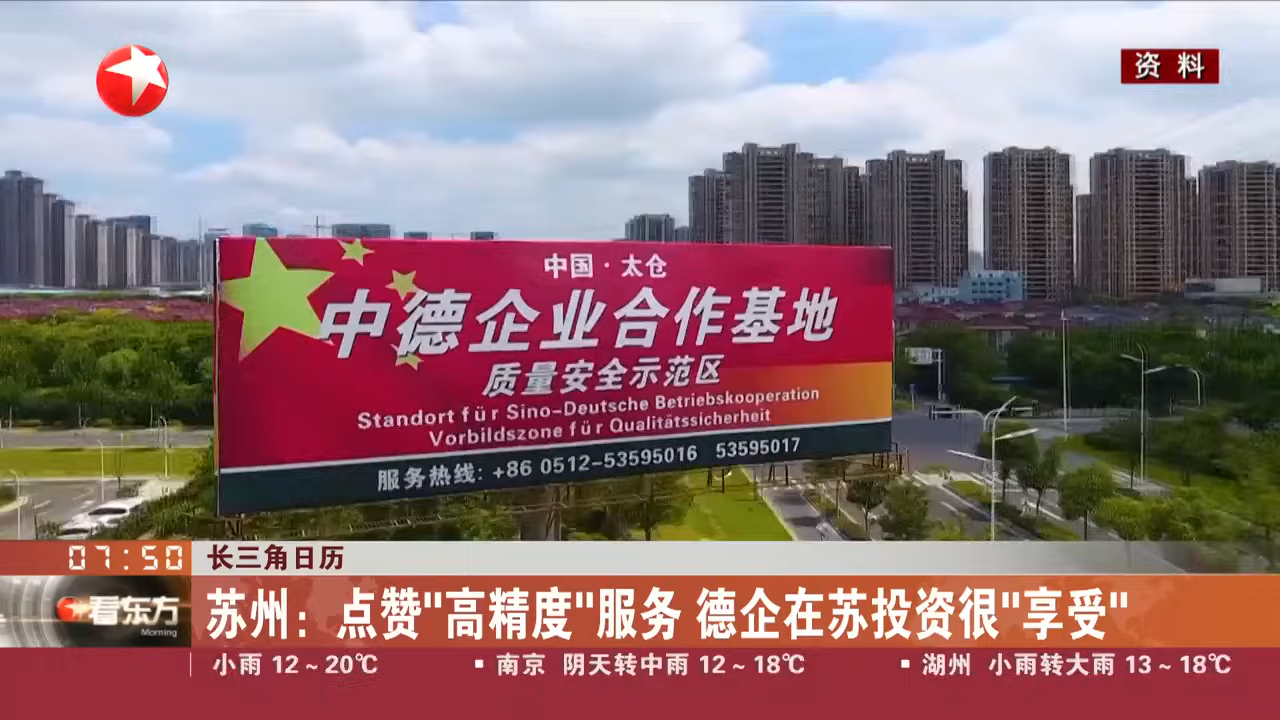 资料
中国·太仓
中德企业合作基地
质量安全示范区
Standort für Sino-Deutsche Betriebskooperation
Vorbildszone für Qualitätssicherheit
服务热线: +86 0512-53595016 53595017
07:50 长三角日历
看东方
Morning
苏州：点赞"高精度"服务 德企在苏投资很"享受"
小雨 12~20℃ ▪ 南京 阴天转中雨 12~18℃ ▪ 湖州 小雨转大雨 13~18℃